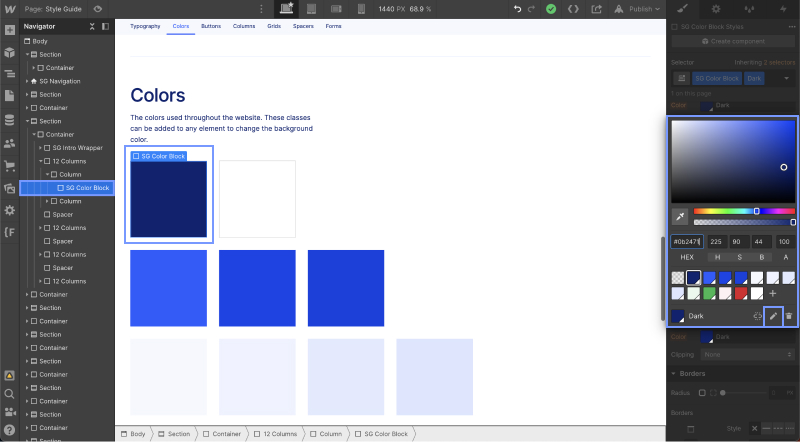 Page: Style Guide
1440 PX 68.9 %
Publish
Navigator
Body
Section
Container
SG Navigation
Section
Container
Section
Container
SG Intro Wrapper
12 Columns
Column
SG Color Block
Column
Spacer
12 Columns
Spacer
12 Columns
Spacer
12 Columns
Container
Container
Section
Container
Section
Container
Section
Container
Section
Container
Section
Typography
Colors
Buttons
Columns
Grids
Spacers
Forms
Colors
The colors used throughout the website. These classes
can be added to any element to change the background
color.
SG Color Block
Body
Section
Container
12 Columns
Column
SG Color Block
SG Color Block Styles
Create component
Selector
Inheriting 2 selectors
SG Color Block
Dark
1 on this page
Color
Dark
#0b2471
225
90
44
100
HEX
H
S
B
A
Dark
Color
Dark
Clipping
None
Borders
Radius
PX
Borders
Style